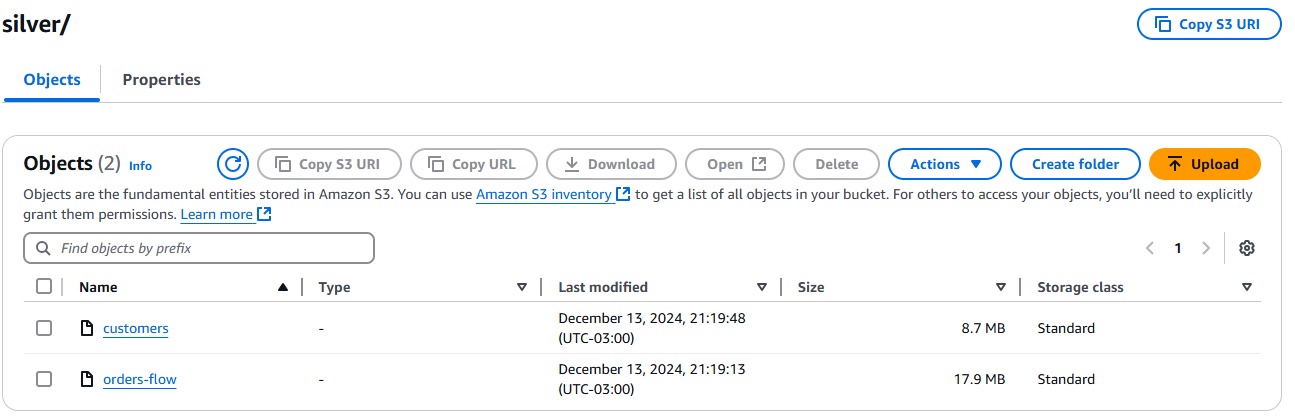 silver/
Copy S3 URI
Objects
Properties
Objects (2) Info
Copy S3 URI
Copy URL
Download
Open
Delete
Actions
Create folder
Upload
Objects are the fundamental entities stored in Amazon S3. You can use Amazon S3 inventory to get a list of all objects in your bucket. For others to access your objects, you'll need to explicitly
grant them permissions. Learn more
Find objects by prefix
1
Name Type Last modified Size Storage class
customers - December 13, 2024, 21:19:48 8.7 MB Standard
(UTC-03:00)
orders-flow - December 13, 2024, 21:19:13 17.9 MB Standard
(UTC-03:00)